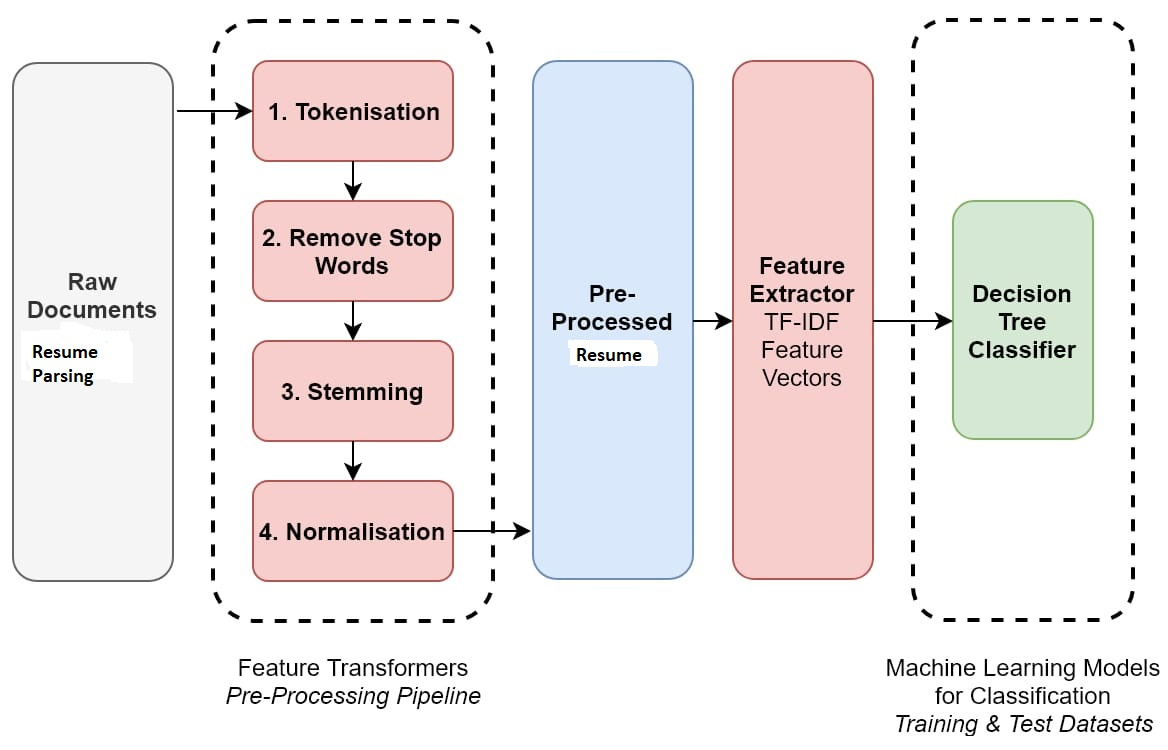 Raw
Documents
Resume
Parsing
1. Tokenisation
2. Remove Stop
Words
3. Stemming
4. Normalisation
Pre-
Processed
Resume
Feature
Extractor
TF-IDF
Feature
Vectors
Decision
Tree
Classifier
Feature Transformers
Pre-Processing Pipeline
Machine Learning Models
for Classification
Training & Test Datasets